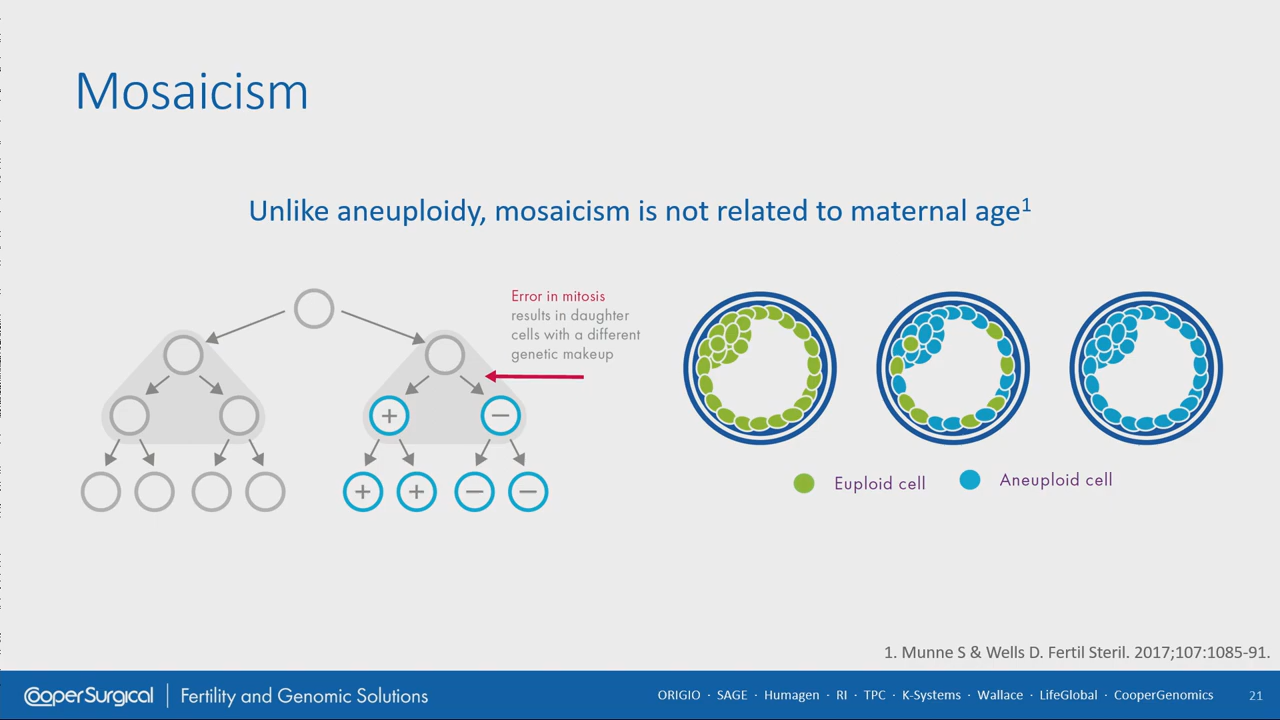 Mosaicism
Unlike aneuploidy, mosaicism is not related to maternal age¹
Error in mitosis
results in daughter
cells with a different
genetic makeup
+ −
+ + − −
Euploid cell Aneuploid cell
1. Munne S & Wells D. Fertil Steril. 2017;107:1085-91.
CooperSurgical | Fertility and Genomic Solutions ORIGIO · SAGE · Humagen · RI · TPC · K-Systems · Wallace · LifeGlobal · CooperGenomics 21